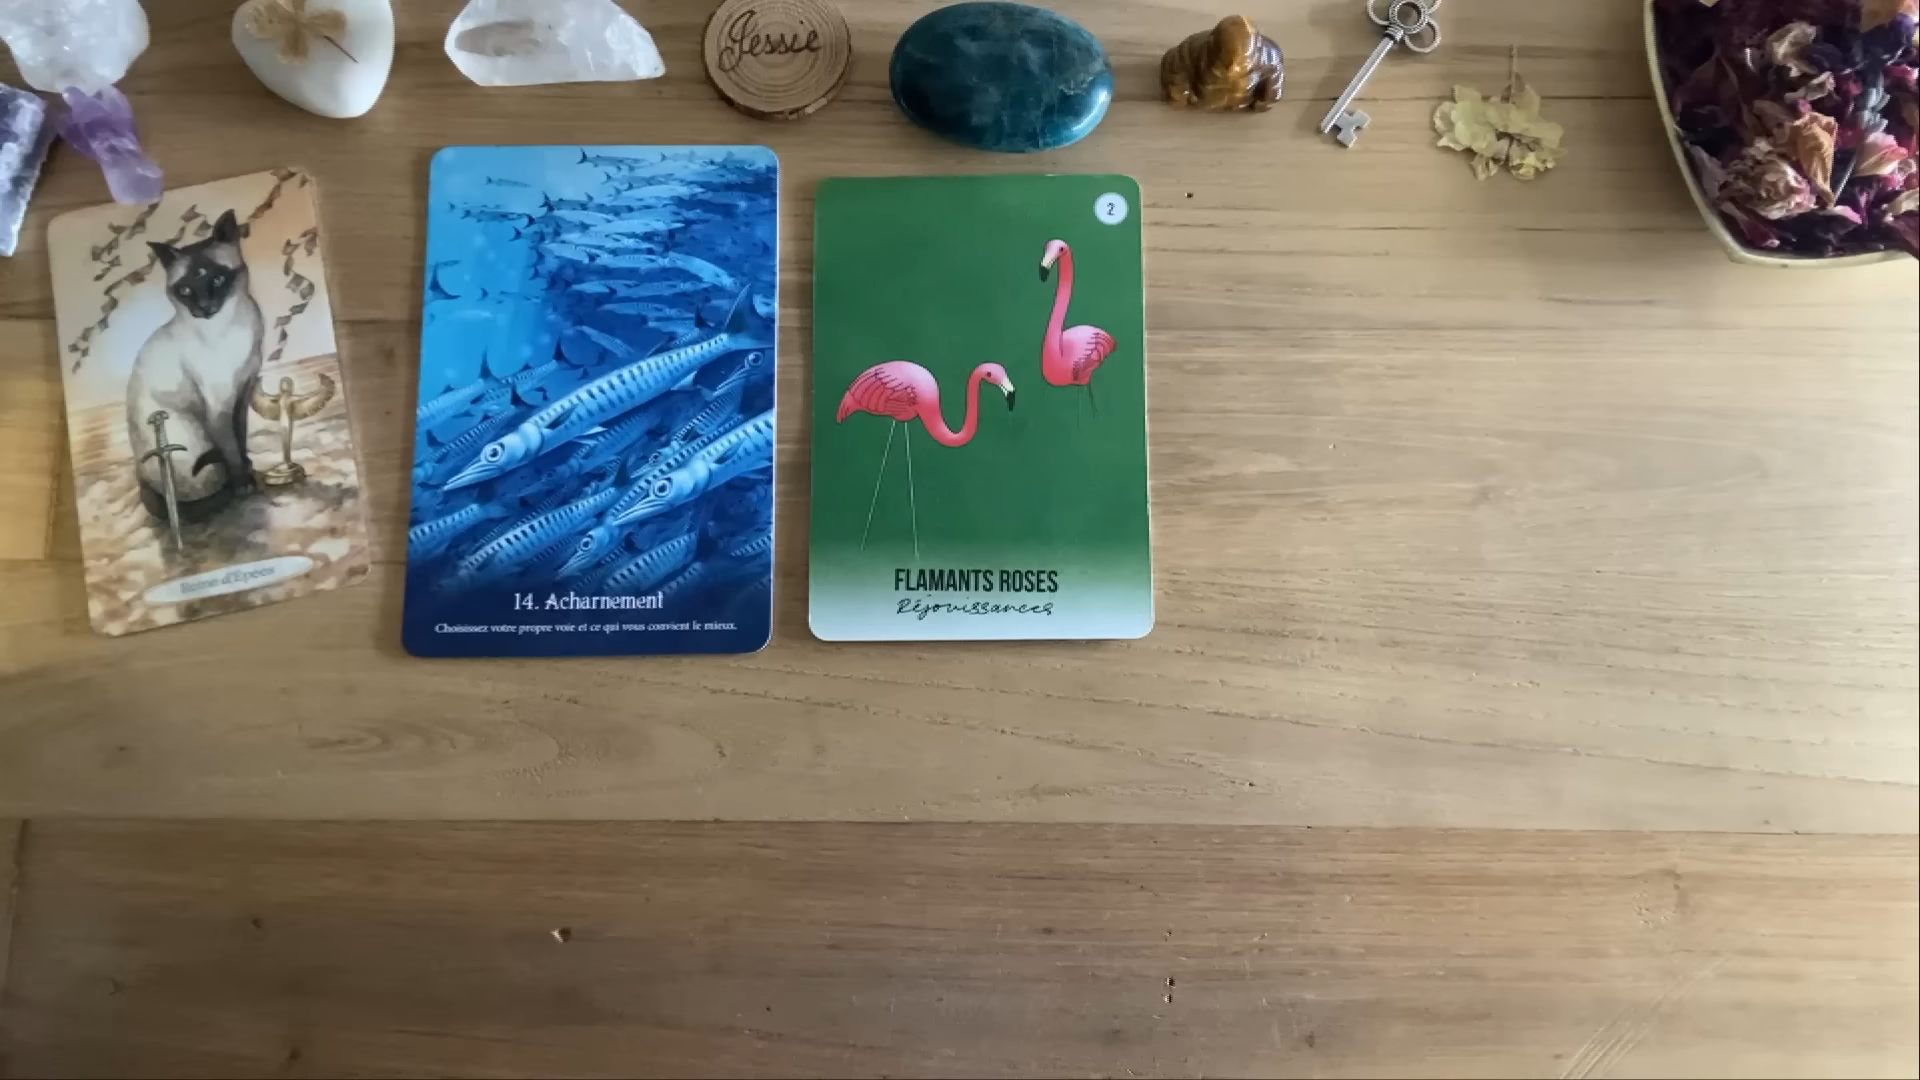 Jessie
Reine d'Épées
14. Acharnement
Choisissez votre propre voie et ce qui vous convient le mieux.
2
FLAMANTS ROSES
Réjouissances